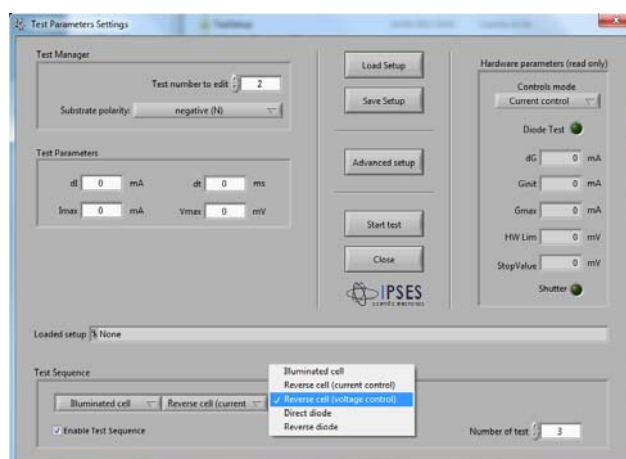 Test Parameters Settings
Test Manager
Test number to edit 2
Substrate polarity: negative (N)
Test Parameters
dI 0 mA dt 0 ms
Imax 0 mA Vmax 0 mV
Load Setup
Save Setup
Advanced setup
Start test
Close
IPSES
Hardware parameters (read only)
Controls mode
Current control
Diode Test
dG 0 mA
Ginit 0 mA
Gmax 0 mA
HW Lim 0 mV
StopValue 0 mV
Shutter
Loaded setup % None
Test Sequence
Illuminated cell Reverse cell (current
Illuminated cell
Reverse cell (current control)
✓ Reverse cell (voltage control)
Direct diode
Reverse diode
✓ Enable Test Sequence
Number of test 3